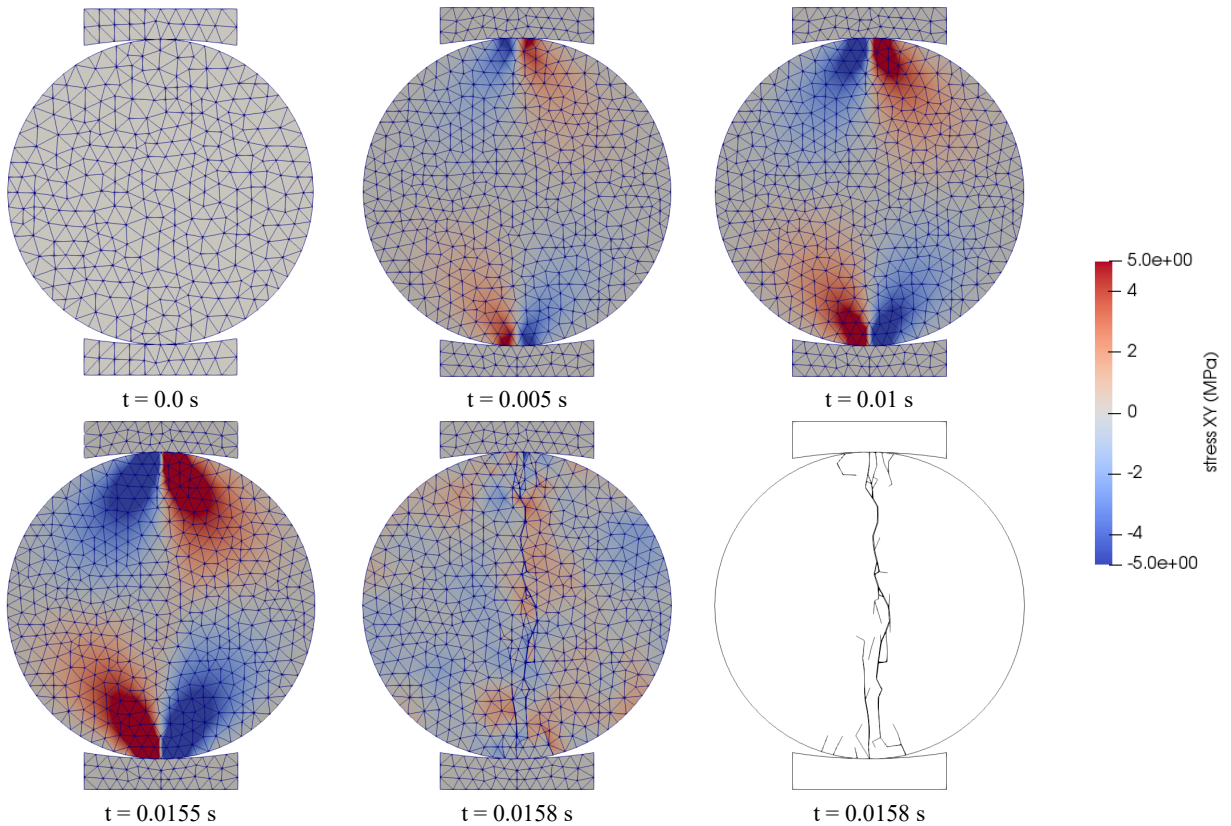 t = 0.0 s
t = 0.005 s
t = 0.01 s
5.0e+00
4
2
0
-2
-4
-5.0e+00
stress XY (MPa)
t = 0.0155 s
t = 0.0158 s
t = 0.0158 s